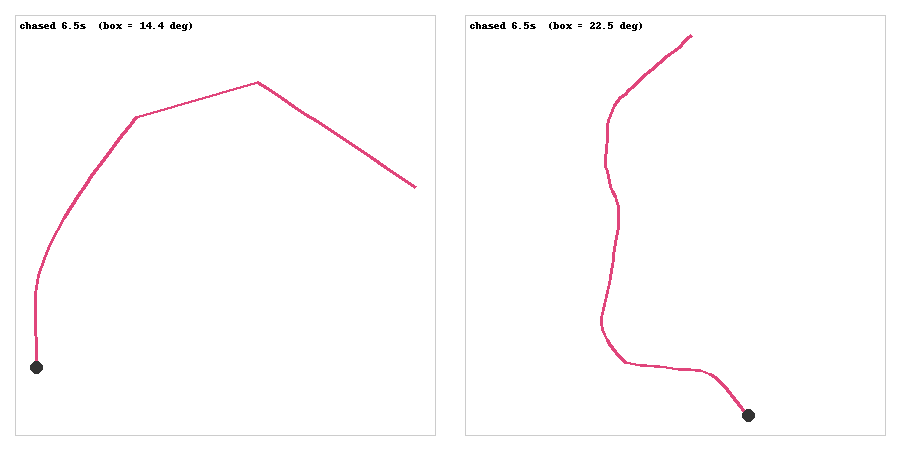 chased 6.5s (box = 14.4 deg)
chased 6.5s (box = 22.5 deg)